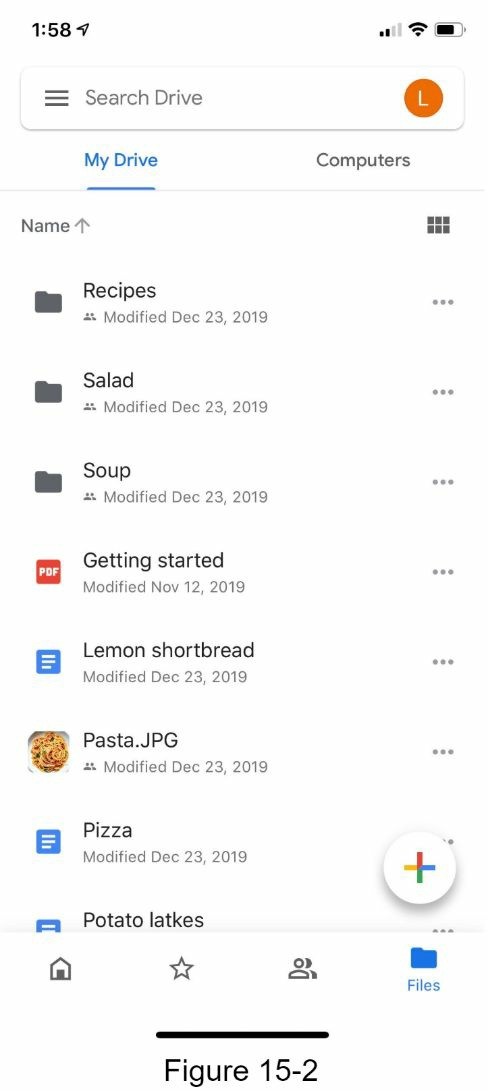 1:58
Search Drive
L
My Drive
Computers
Name
Recipes
Modified Dec 23, 2019
Salad
Modified Dec 23, 2019
Soup
Modified Dec 23, 2019
PDF
Getting started
Modified Nov 12, 2019
Lemon shortbread
Modified Dec 23, 2019
Pasta.JPG
Modified Dec 23, 2019
Pizza
Modified Dec 23, 2019
Potato latkes
Files
Figure 15-2